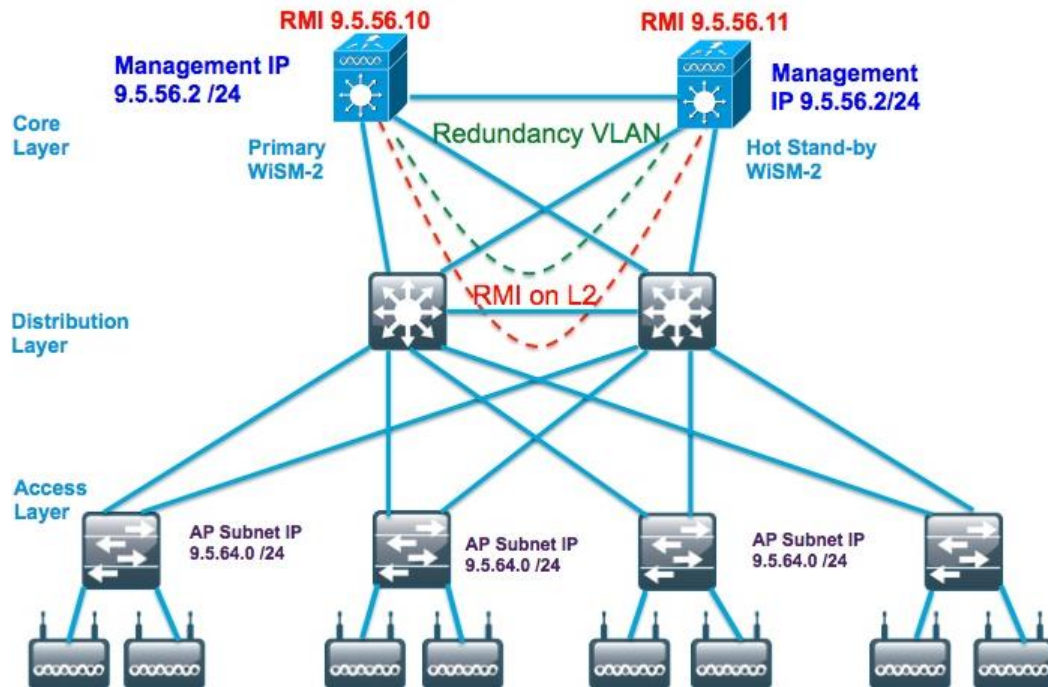 RMI 9.5.56.10
RMI 9.5.56.11
Management IP
9.5.56.2 /24
Management
IP 9.5.56.2/24
Core
Layer
Primary
WiSM-2
Redundancy VLAN
Hot Stand-by
WiSM-2
RMI on L2
Distribution
Layer
Access
Layer
AP Subnet IP
9.5.64.0 /24
AP Subnet IP
9.5.64.0 /24
AP Subnet IP
9.5.64.0 /24